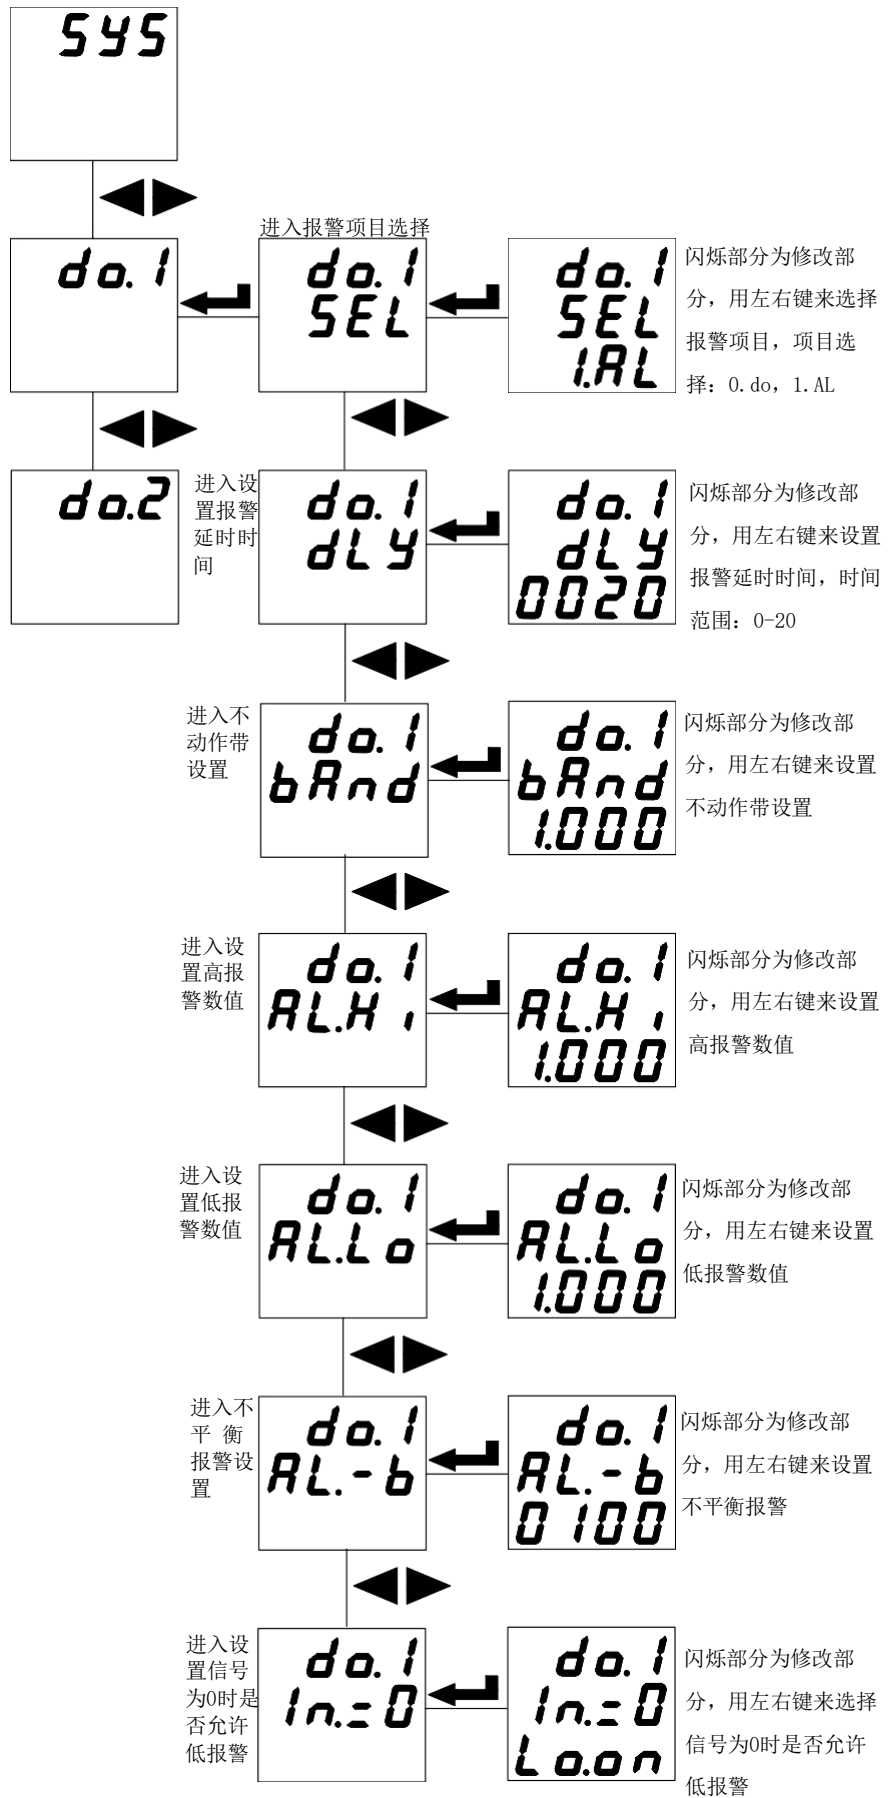 SYS
进入报警项目选择
do.1
do.1
SEL
do.1
SEL
1.AL
闪烁部分为修改部
分，用左右键来选择
报警项目，项目选
择：0.do，1.AL
do.2
进入设
置报警
延时时
间
do.1
dLY
do.1
dLY
0020
闪烁部分为修改部
分，用左右键来设置
报警延时时间，时间
范围：0-20
进入不
动作带
设置
do.1
bAnd
do.1
bAnd
1.000
闪烁部分为修改部
分，用左右键来设置
不动作带设置
进入设
置高报
警数值
do.1
AL.Hi
do.1
AL.Hi
1.000
闪烁部分为修改部
分，用左右键来设置
高报警数值
进入设
置低报
警数值
do.1
AL.Lo
do.1
AL.Lo
1.000
闪烁部分为修改部
分，用左右键来设置
低报警数值
进入不
平 衡
报警设
置
do.1
AL.-b
do.1
AL.-b
0100
闪烁部分为修改部
分，用左右键来设置
不平衡报警
进入设
置信号
为0时是
否允许
低报警
do.1
In.=0
do.1
In.=0
Lo.on
闪烁部分为修改部
分，用左右键来选择
信号为0时是否允许
低报警